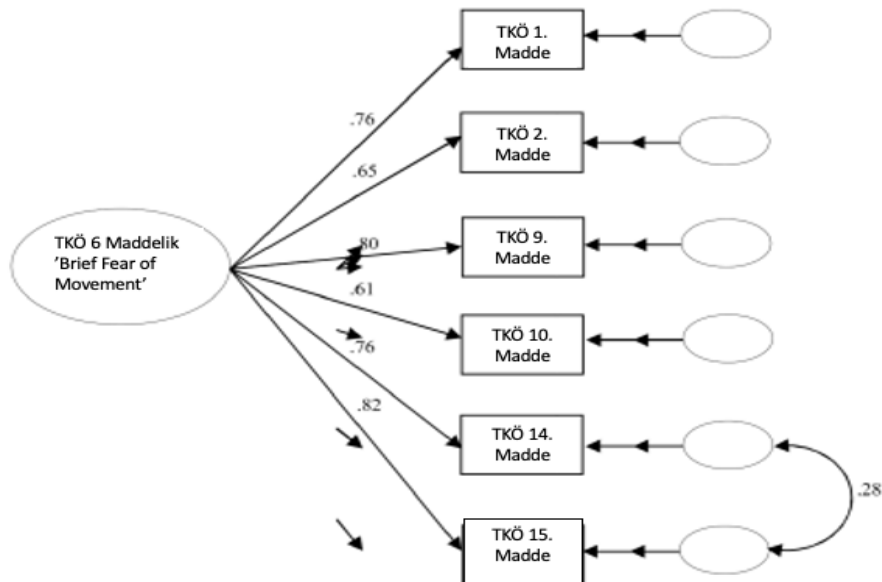 TKÖ 1.
Madde
.76
TKÖ 2.
Madde
.65
TKÖ 6 Maddelik
'Brief Fear of
Movement'
.80
TKÖ 9.
Madde
.61
TKÖ 10.
Madde
.76
.82
TKÖ 14.
Madde
.28
TKÖ 15.
Madde